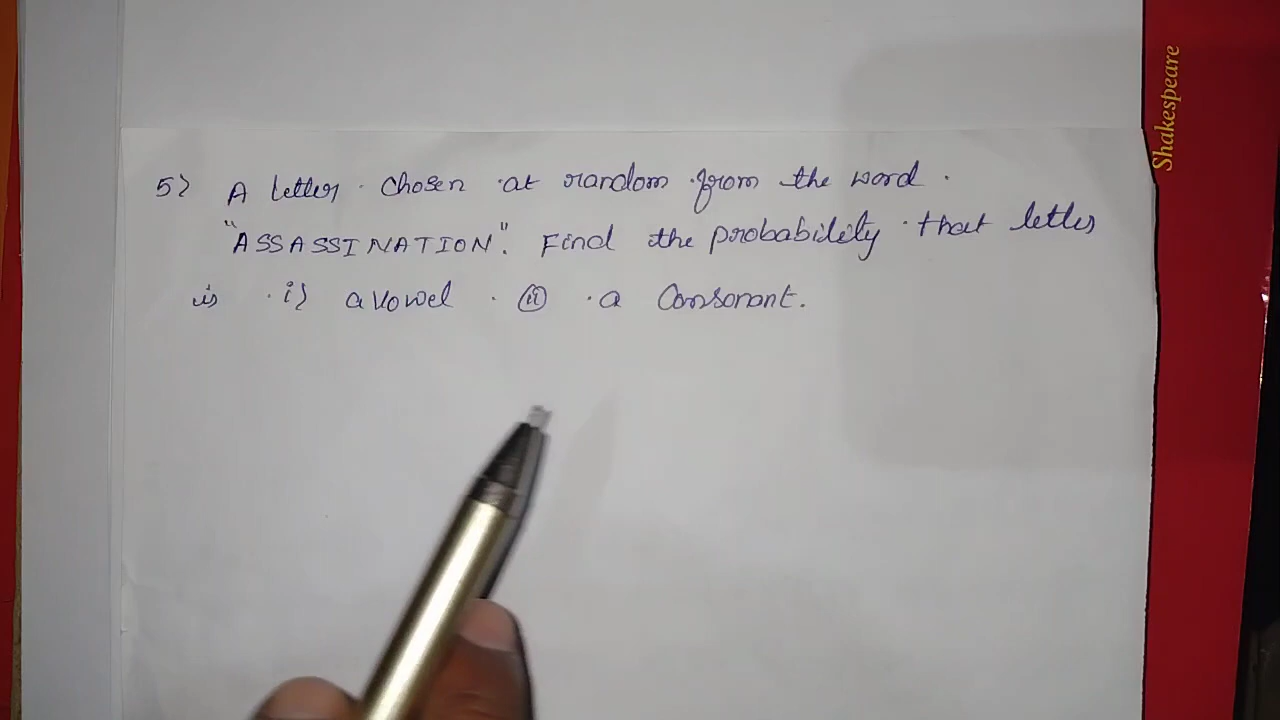 5) A letter chosen at random from the word
"ASSASSINATION". Find the probability that letter
is i) a vowel (ii) a consonant.
Shakespeare